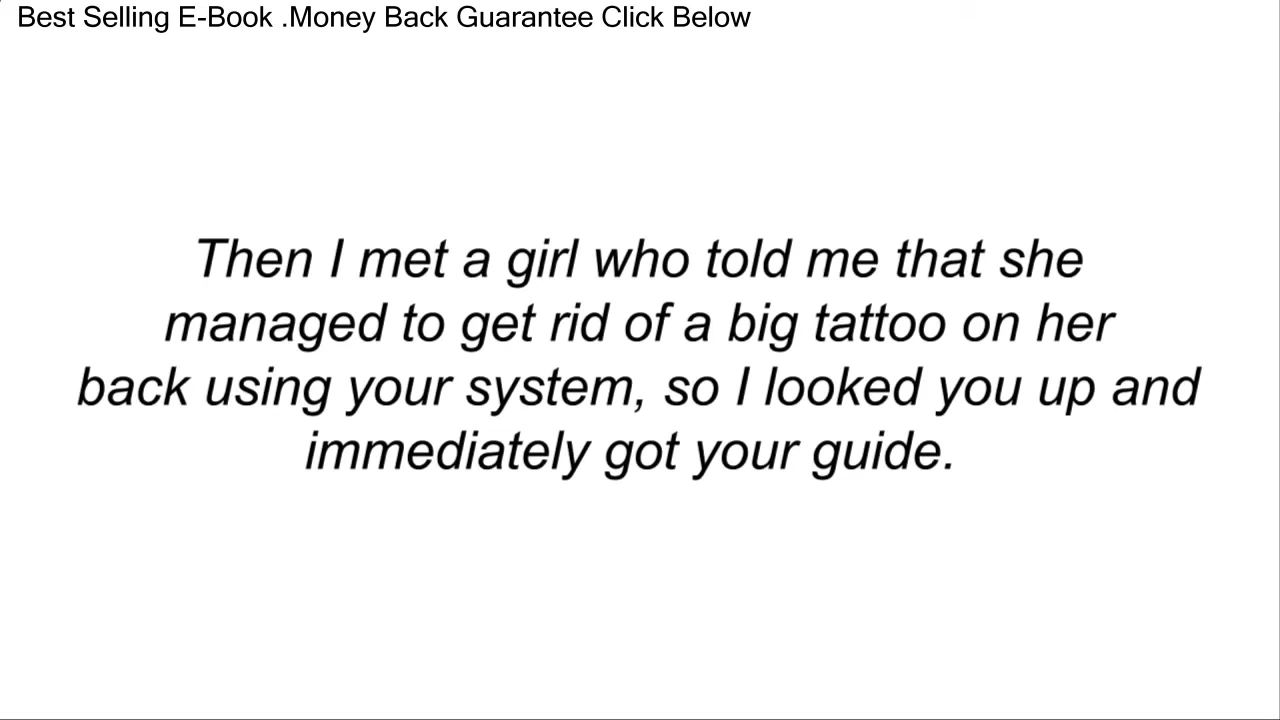 Best Selling E-Book .Money Back Guarantee Click Below
Then I met a girl who told me that she
managed to get rid of a big tattoo on her
back using your system, so I looked you up and
immediately got your guide.